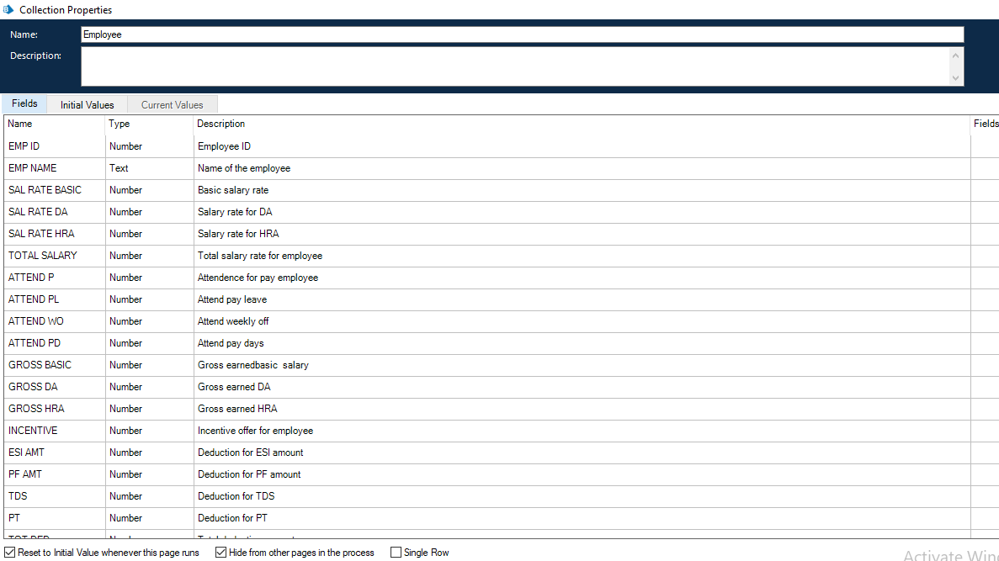 Collection Properties
Name: Employee
Description:
Fields Initial Values Current Values
Name Type Description Fields
EMP ID Number Employee ID
EMP NAME Text Name of the employee
SAL RATE BASIC Number Basic salary rate
SAL RATE DA Number Salary rate for DA
SAL RATE HRA Number Salary rate for HRA
TOTAL SALARY Number Total salary rate for employee
ATTEND P Number Attendence for pay employee
ATTEND PL Number Attend pay leave
ATTEND WO Number Attend weekly off
ATTEND PD Number Attend pay days
GROSS BASIC Number Gross earnedbasic  salary
GROSS DA Number Gross earned DA
GROSS HRA Number Gross earned HRA
INCENTIVE Number Incentive offer for employee
ESI AMT Number Deduction for ESI amount
PF AMT Number Deduction for PF amount
TDS Number Deduction for TDS
PT Number Deduction for PT
Reset to Initial Value whenever this page runs Hide from other pages in the process Single Row
Activate Win